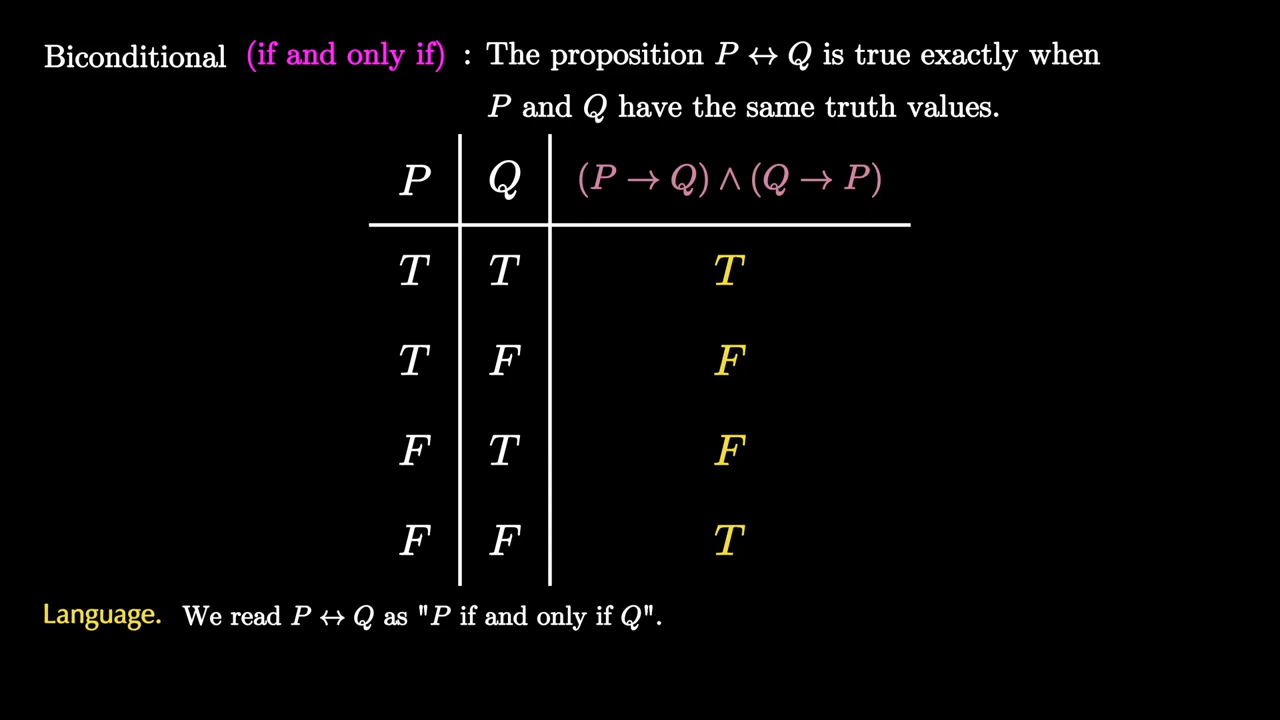 Biconditional (if and only if) : The proposition P ↔ Q is true exactly when
P and Q have the same truth values.
P Q (P → Q) ∧ (Q → P)
T T T
T F F
F T F
F F T
Language. We read P ↔ Q as "P if and only if Q".